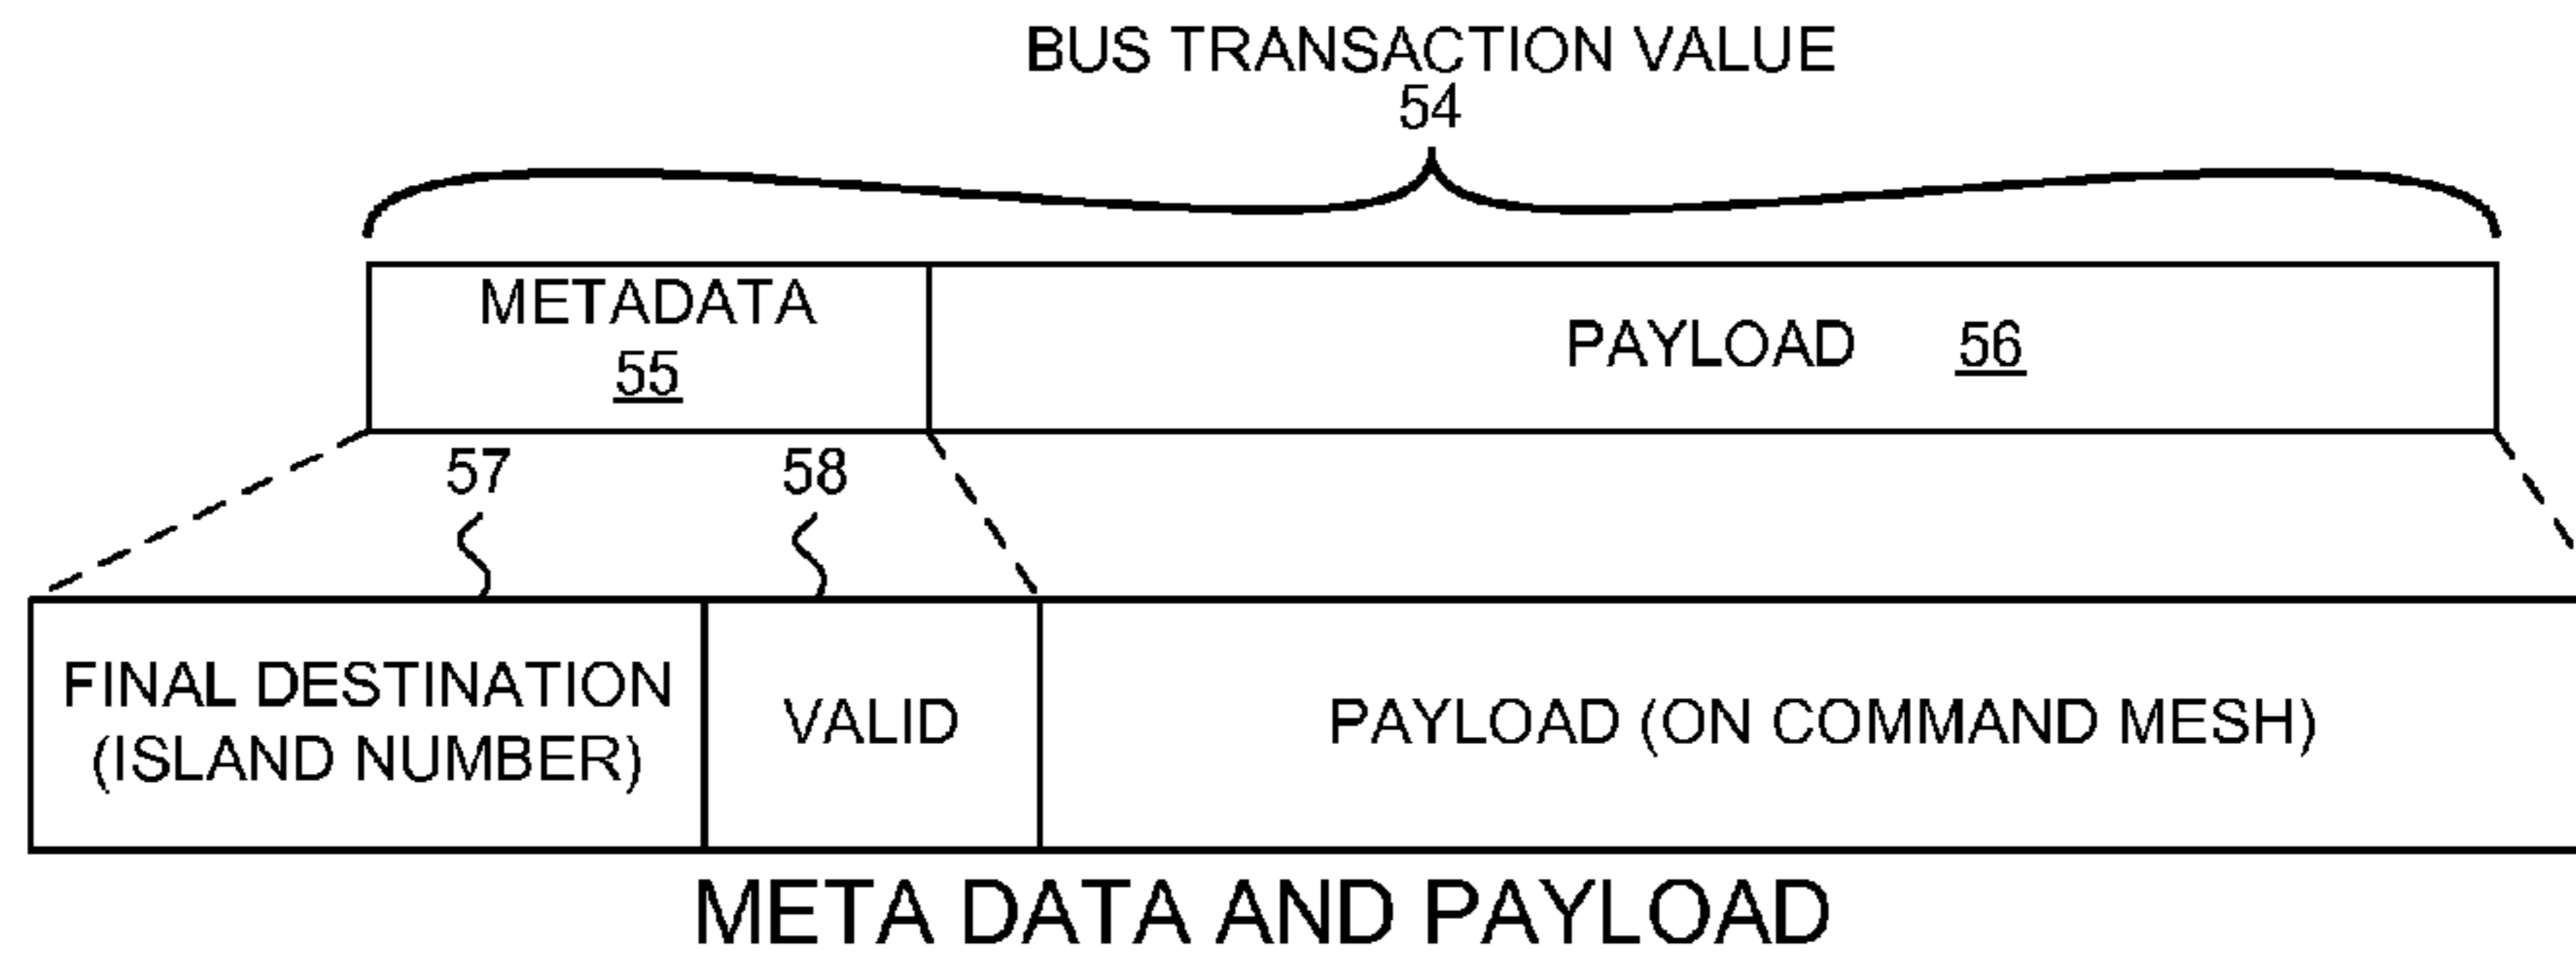 BUS TRANSACTION VALUE
54
METADATA
55
PAYLOAD 56
57 58
FINAL DESTINATION
(ISLAND NUMBER)
VALID
PAYLOAD (ON COMMAND MESH)
META DATA AND PAYLOAD